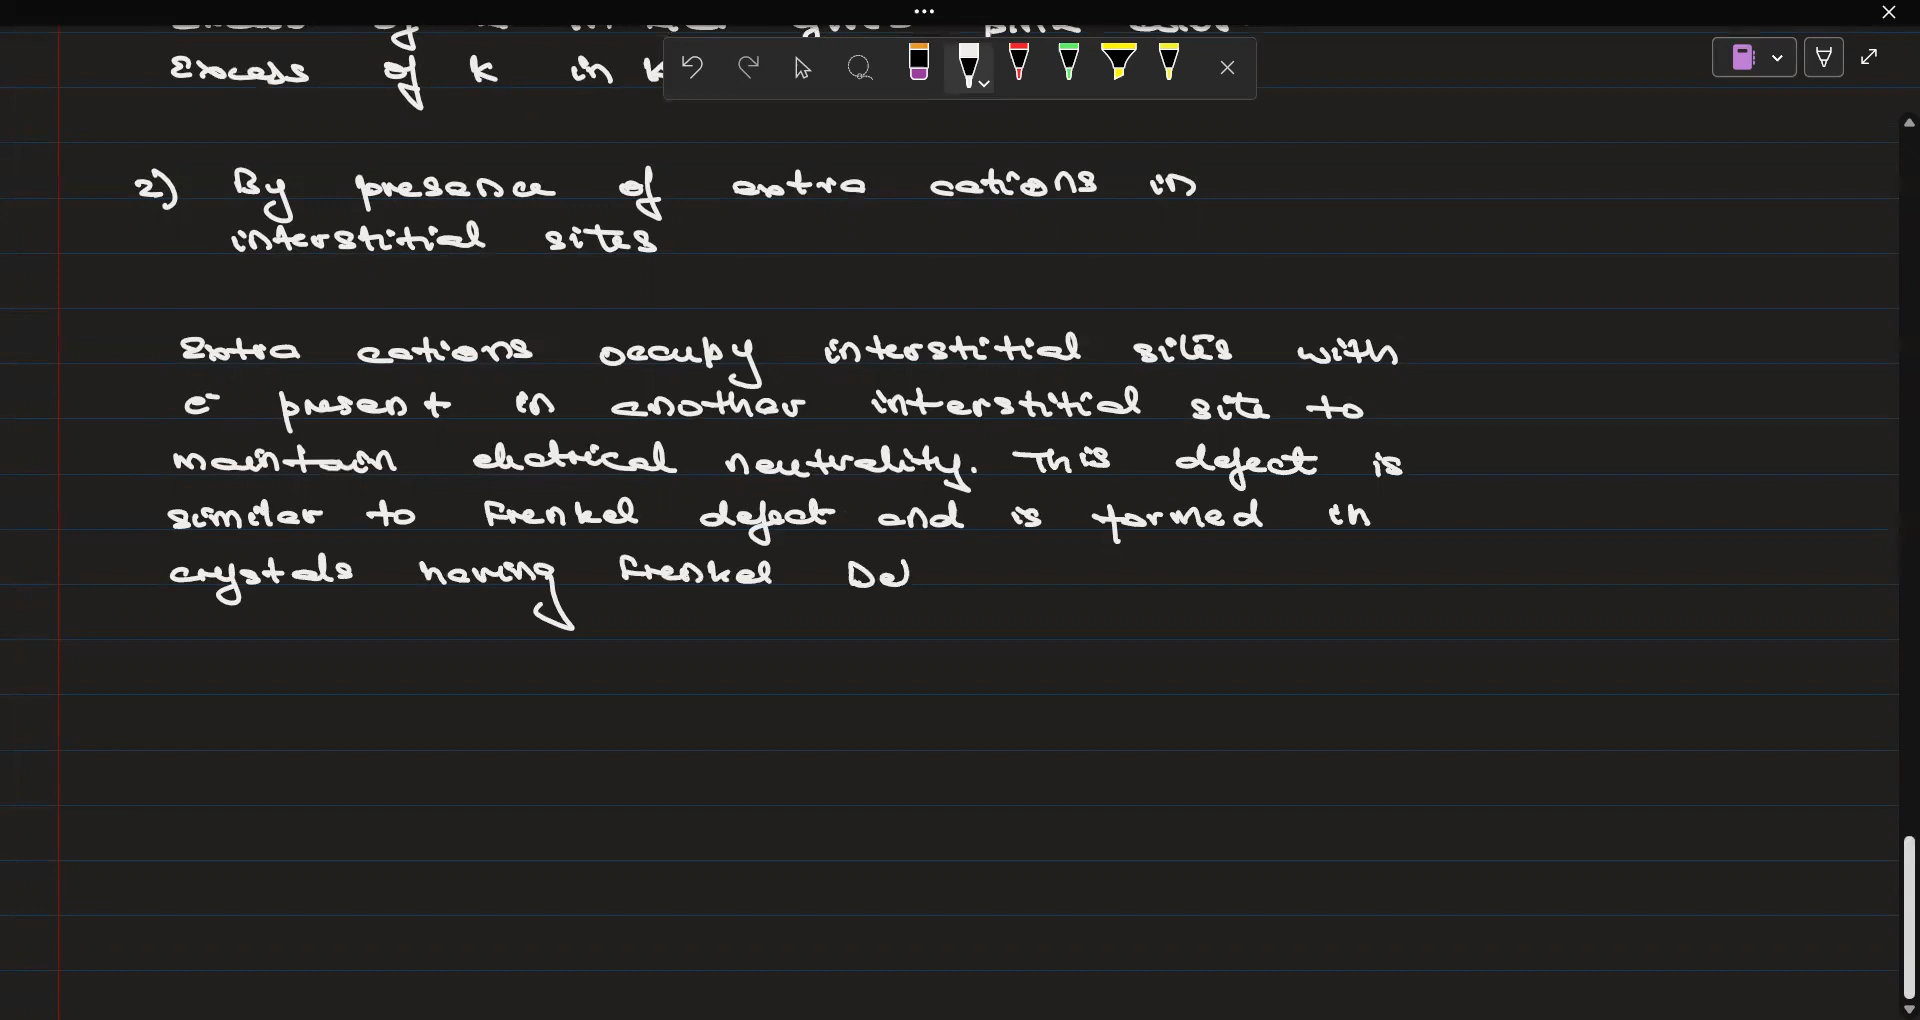 Excess of k in k
2) By presence of extra cations in
interstitial sites
Extra cations occupy interstitial sites with
e⁻ present in another interstitial site to
maintain electrical neutrality. This defect is
similar to Frenkel defect and is formed in
crystals having Frenkel De